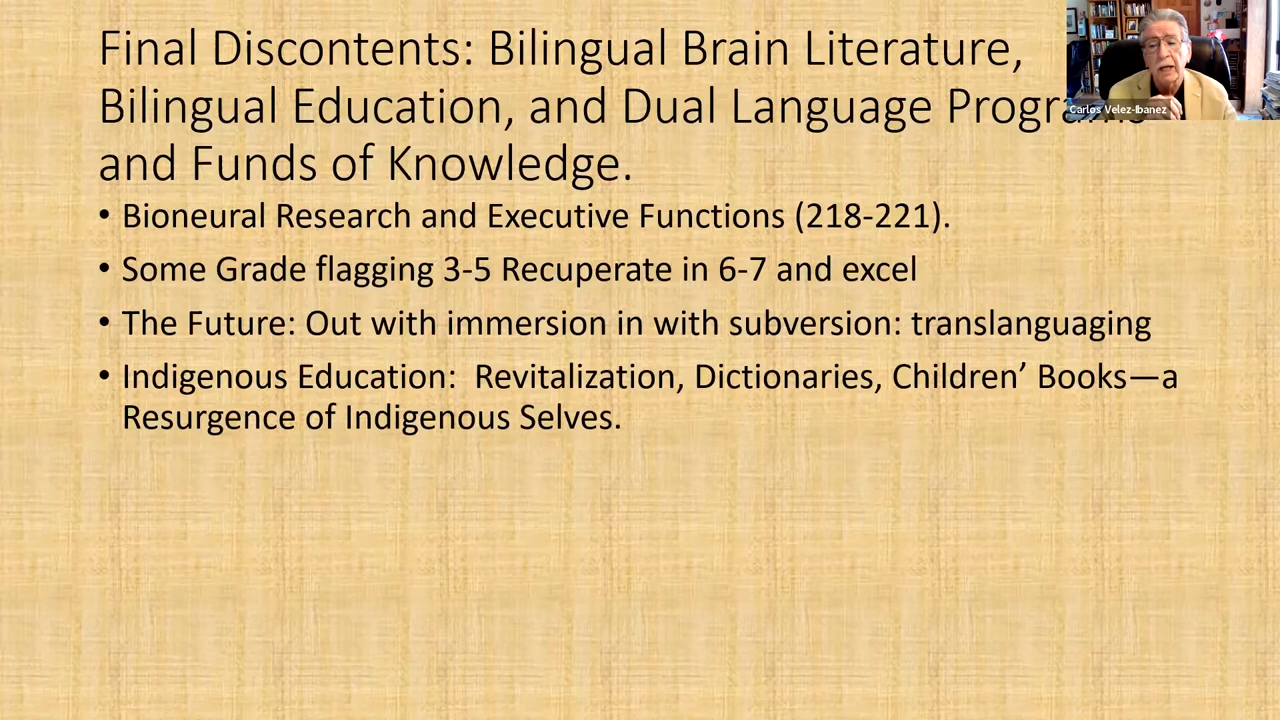 Final Discontents: Bilingual Brain Literature,
Bilingual Education, and Dual Language Programs
and Funds of Knowledge.
• Bioneural Research and Executive Functions (218-221).
• Some Grade flagging 3-5 Recuperate in 6-7 and excel
• The Future: Out with immersion in with subversion: translanguaging
• Indigenous Education:  Revitalization, Dictionaries, Children’ Books—a
Resurgence of Indigenous Selves.
Carlos Velez-Ibanez